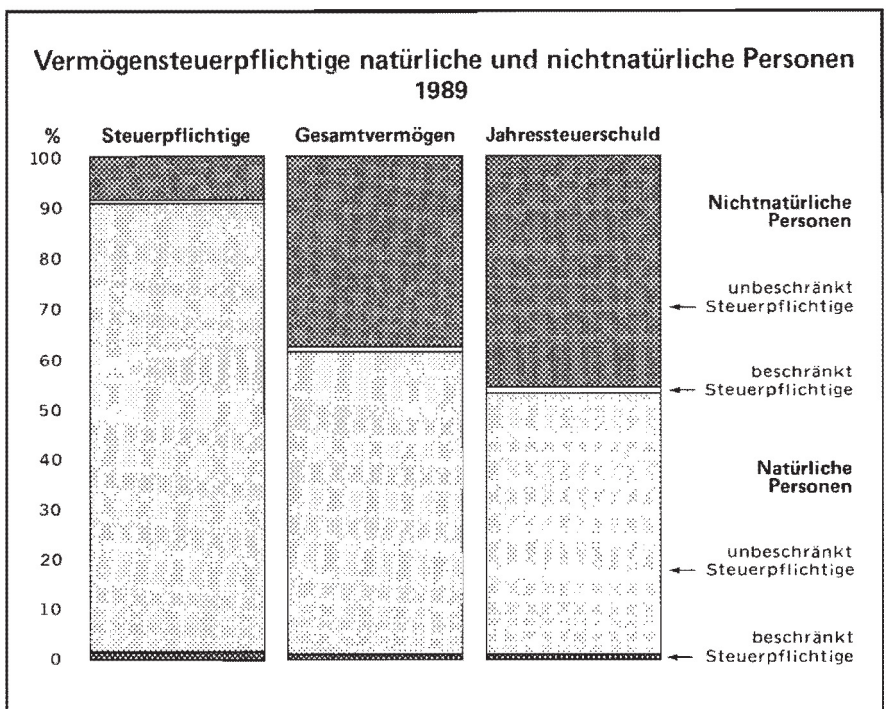 Vermögensteuerpflichtige natürliche und nichtnatürliche Personen
1989
% Steuerpflichtige Gesamtvermögen Jahressteuerschuld
100
90
80
70
60
50
40
30
20
10
0
Nichtnatürliche
Personen
unbeschränkt
Steuerpflichtige
beschränkt
Steuerpflichtige
Natürliche
Personen
unbeschränkt
Steuerpflichtige
beschränkt
Steuerpflichtige